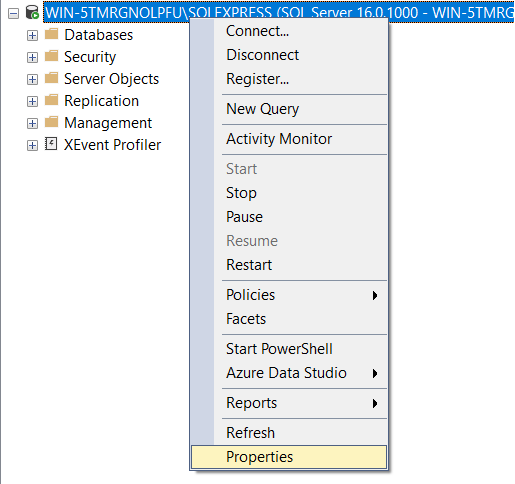 WIN-5TMRGNOLPFU\SQLEXPRESS (SQL Server 16.0.1000 - WIN-5TMRG
Databases
Security
Server Objects
Replication
Management
XEvent Profiler
Connect...
Disconnect
Register...
New Query
Activity Monitor
Start
Stop
Pause
Resume
Restart
Policies
Facets
Start PowerShell
Azure Data Studio
Reports
Refresh
Properties